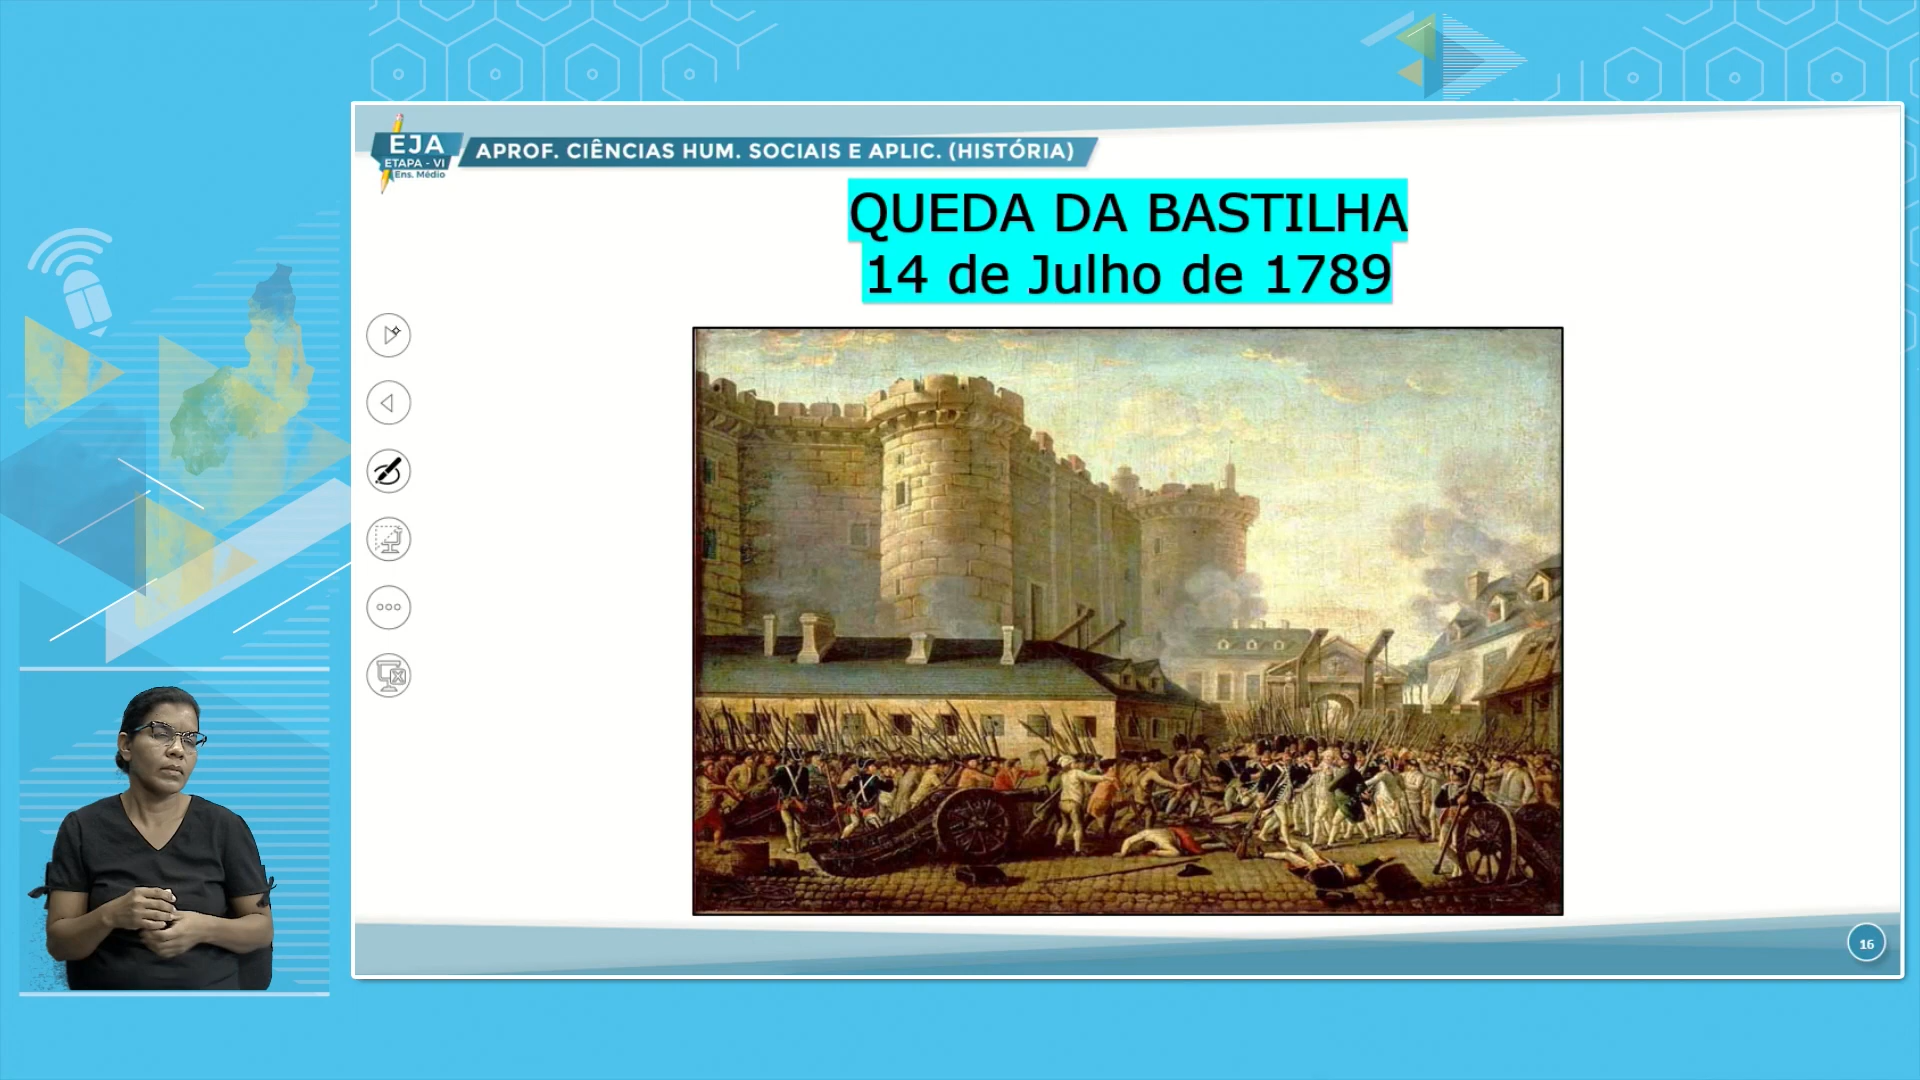 EJA
ETAPA - VI
Ens. Médio
APROF. CIÊNCIAS HUM. SOCIAIS E APLIC. (HISTÓRIA)
QUEDA DA BASTILHA
14 de Julho de 1789
16